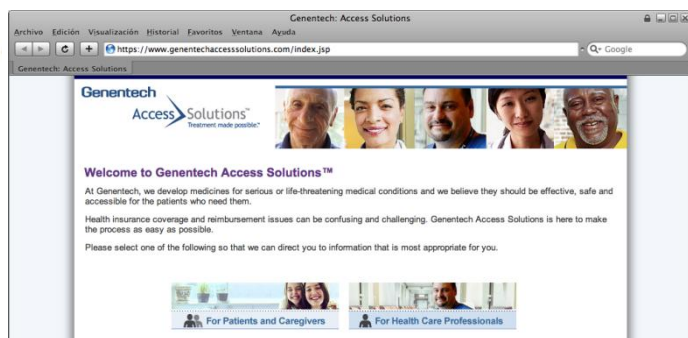 Genentech: Access Solutions
Archivo Edición Visualización Historial Favoritos Ventana Ayuda
https://www.genentechaccesssolutions.com/index.jsp
Google
Genentech: Access Solutions
Genentech
Access Solutions™
Treatment made possible.™
Welcome to Genentech Access Solutions™
At Genentech, we develop medicines for serious or life-threatening medical conditions and we believe they should be effective, safe and
accessible for the patients who need them.
Health insurance coverage and reimbursement issues can be confusing and challenging. Genentech Access Solutions is here to make
the process as easy as possible.
Please select one of the following so that we can direct you to information that is most appropriate for you.
For Patients and Caregivers
For Health Care Professionals